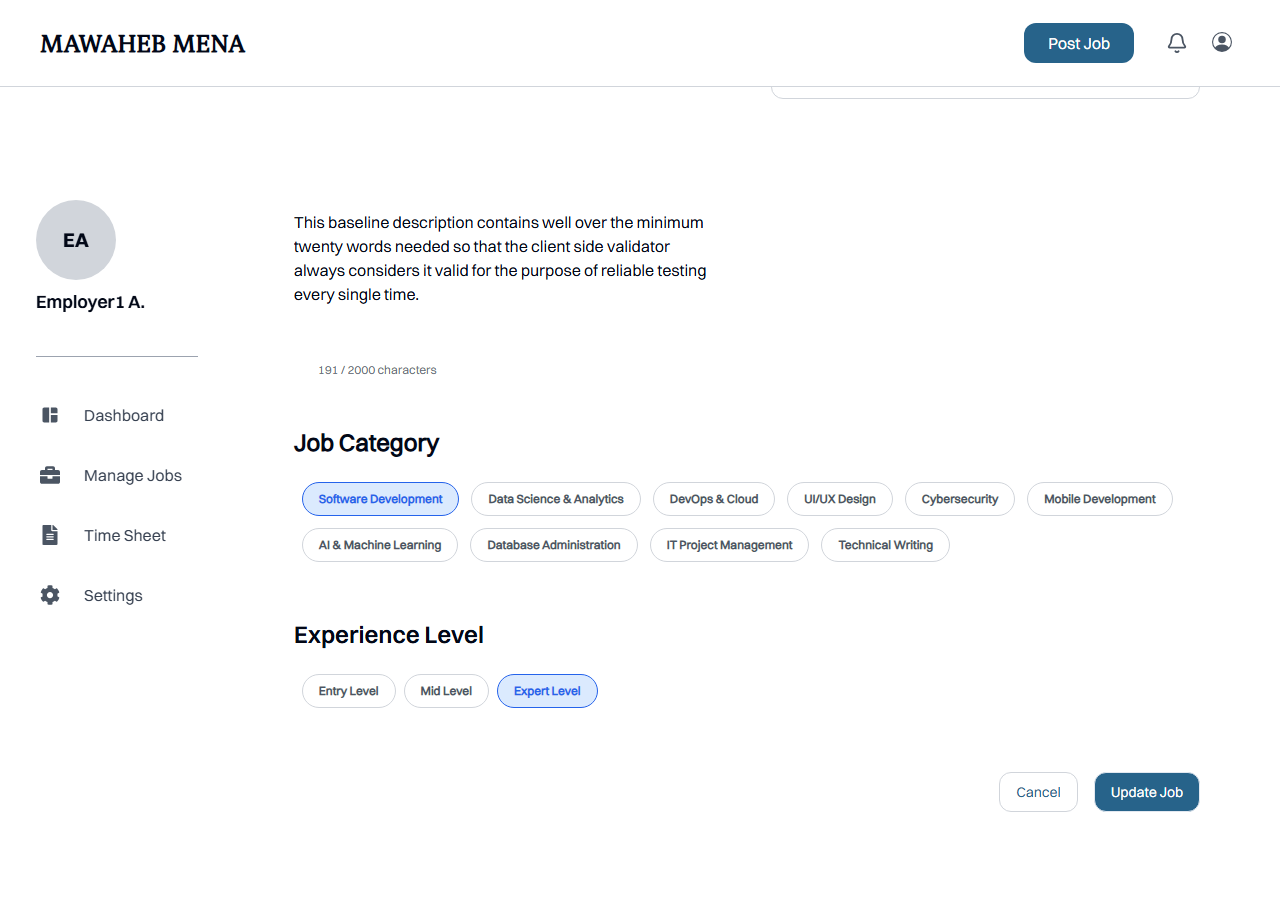 MAWAHEB MENA
Post Job
EA
Employer1 A.
Dashboard
Manage Jobs
Time Sheet
Settings
This baseline description contains well over the minimum
twenty words needed so that the client side validator
always considers it valid for the purpose of reliable testing
every single time.
191 / 2000 characters
Job Category
Software Development
Data Science & Analytics
DevOps & Cloud
UI/UX Design
Cybersecurity
Mobile Development
AI & Machine Learning
Database Administration
IT Project Management
Technical Writing
Experience Level
Entry Level
Mid Level
Expert Level
Cancel
Update Job